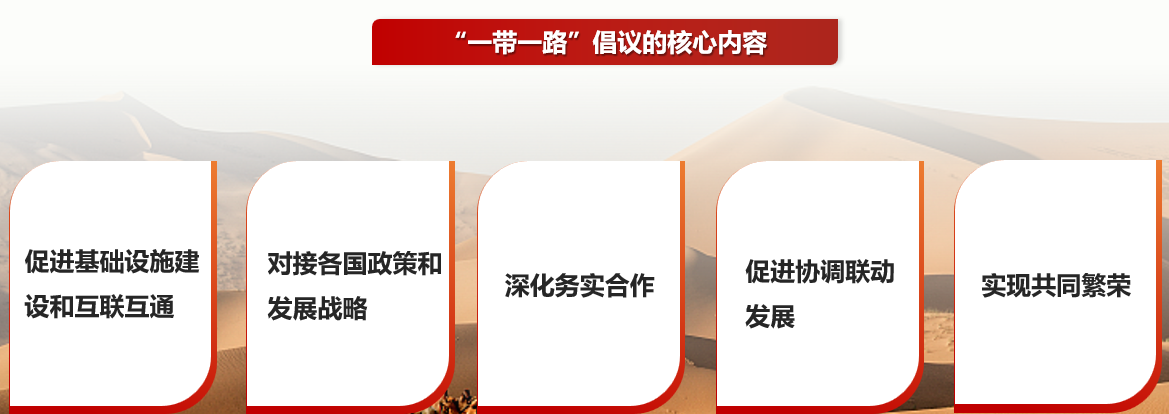 “一带一路”倡议的核心内容
促进基础设施建
设和互联互通
对接各国政策和
发展战略
深化务实合作
促进协调联动
发展
实现共同繁荣